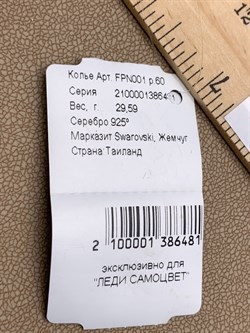 Колье Арт. FPN001 р.60
Серия 21000013864
Вес, г. 29,59
Серебро 925°
Марказит Swarovski, Жемчуг
Страна:Таиланд
2 100001 386481
эксклюзивно для
"ЛЕДИ САМОЦВЕТ"